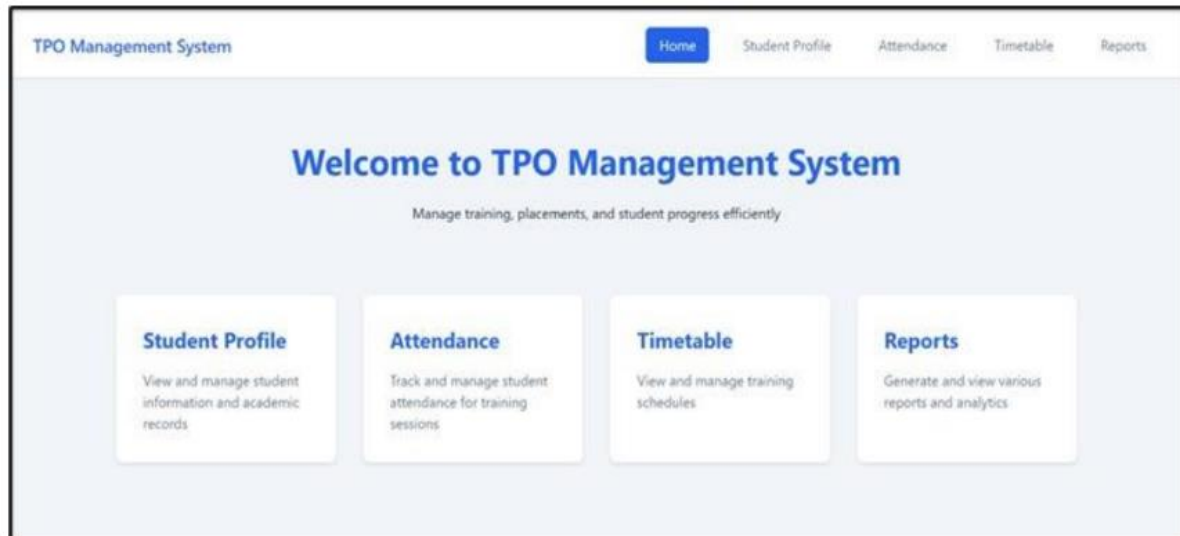 TPO Management System
Home Student Profile Attendance Timetable Reports
Welcome to TPO Management System
Manage training, placements, and student progress efficiently
Student Profile
View and manage student
information and academic
records
Attendance
Track and manage student
attendance for training
sessions
Timetable
View and manage training
schedules
Reports
Generate and view various
reports and analytics